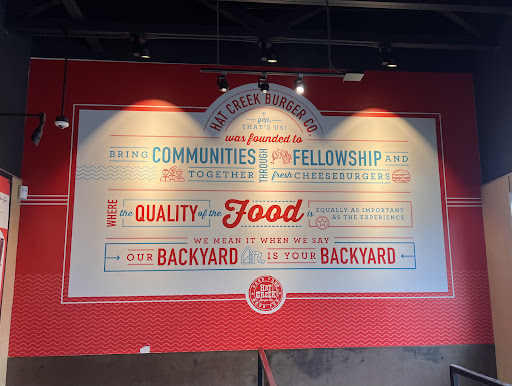 HAT CREEK BURGER CO.
yep,
THAT'S US!
was founded to
BRING COMMUNITIES TOGETHER THROUGH FELLOWSHIP AND fresh CHEESEBURGERS
WHERE the QUALITY of the Food is EQUALLY AS IMPORTANT AS THE EXPERIENCE
WE MEAN IT WHEN WE SAY
OUR BACKYARD IS YOUR BACKYARD
HAT CREEK